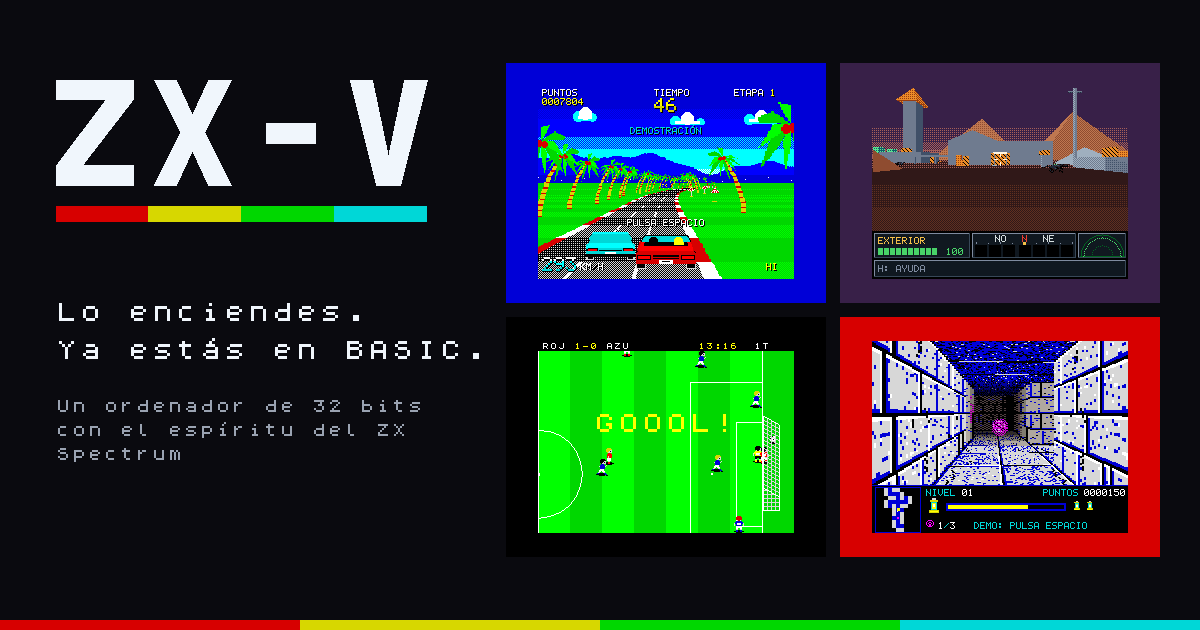 ZX-V
Lo enciendes.
Ya estás en BASIC.
Un ordenador de 32 bits
con el espíritu del ZX
Spectrum
PUNTOS TIEMPO ETAPA 1
0007804 46
DEMOSTRACIÓN
PULSA ESPACIO
293 KM/H HI
EXTERIOR NO N NE
100
H: AYUDA
ROJ 1-0 AZU 13:16 1T
GOOOL!
NIVEL 01 PUNTOS 0000150
1/3 DEMO: PULSA ESPACIO